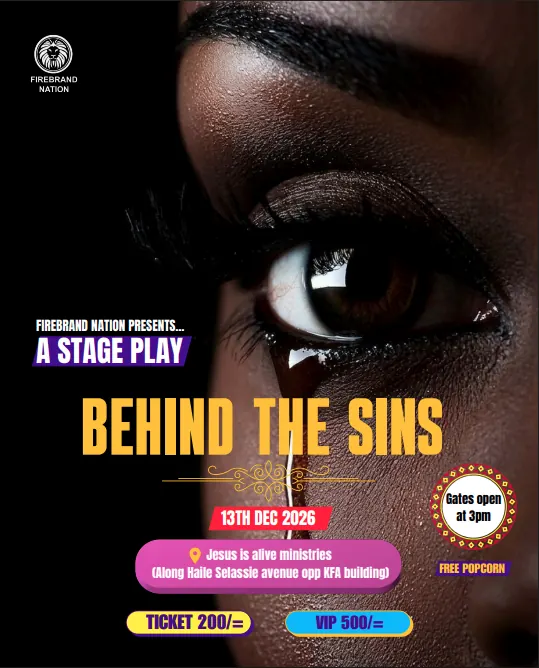 FIREBRAND
NATION
FIREBRAND NATION PRESENTS...
A STAGE PLAY
BEHIND THE SINS
13TH DEC 2026
Gates open
at 3pm
Jesus is alive ministries
(Along Haile Selassie avenue opp KFA building)
FREE POPCORN
TICKET 200/=
VIP 500/=